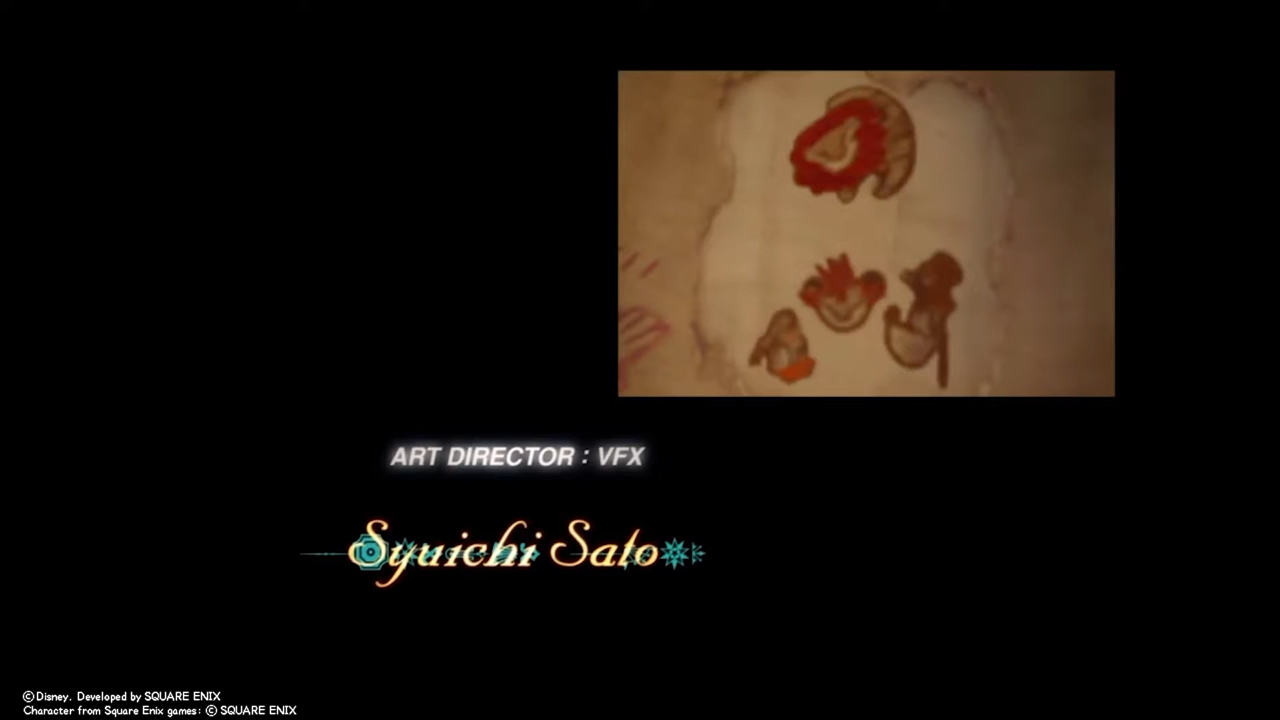 ART DIRECTOR : VFX
Syuichi Sato
©Disney. Developed by SQUARE ENIX
Character from Square Enix games: © SQUARE ENIX